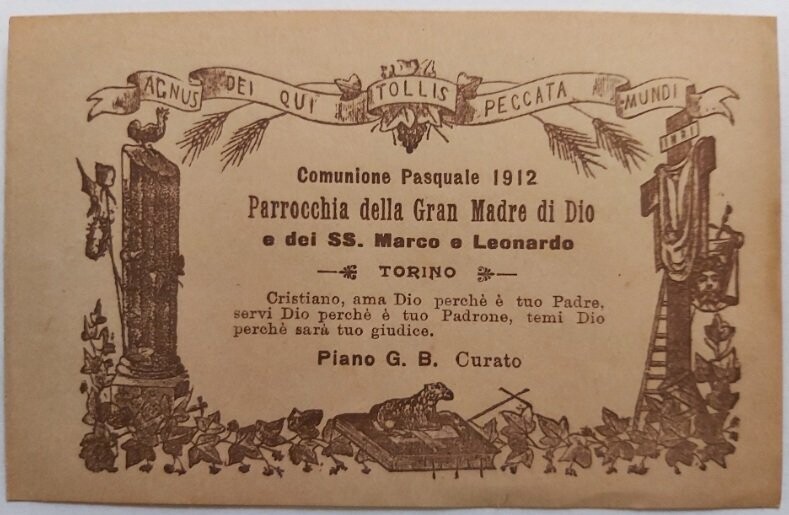 AGNUS DEI QUI TOLLIS PECCATA MUNDI
I.N.R.I
Comunione Pasquale 1912
Parrocchia della Gran Madre di Dio
e dei SS. Marco e Leonardo
TORINO
Cristiano, ama Dio perchè è tuo Padre,
servi Dio perchè è tuo Padrone, temi Dio
perchè sarà tuo giudice.
Piano G. B. Curato